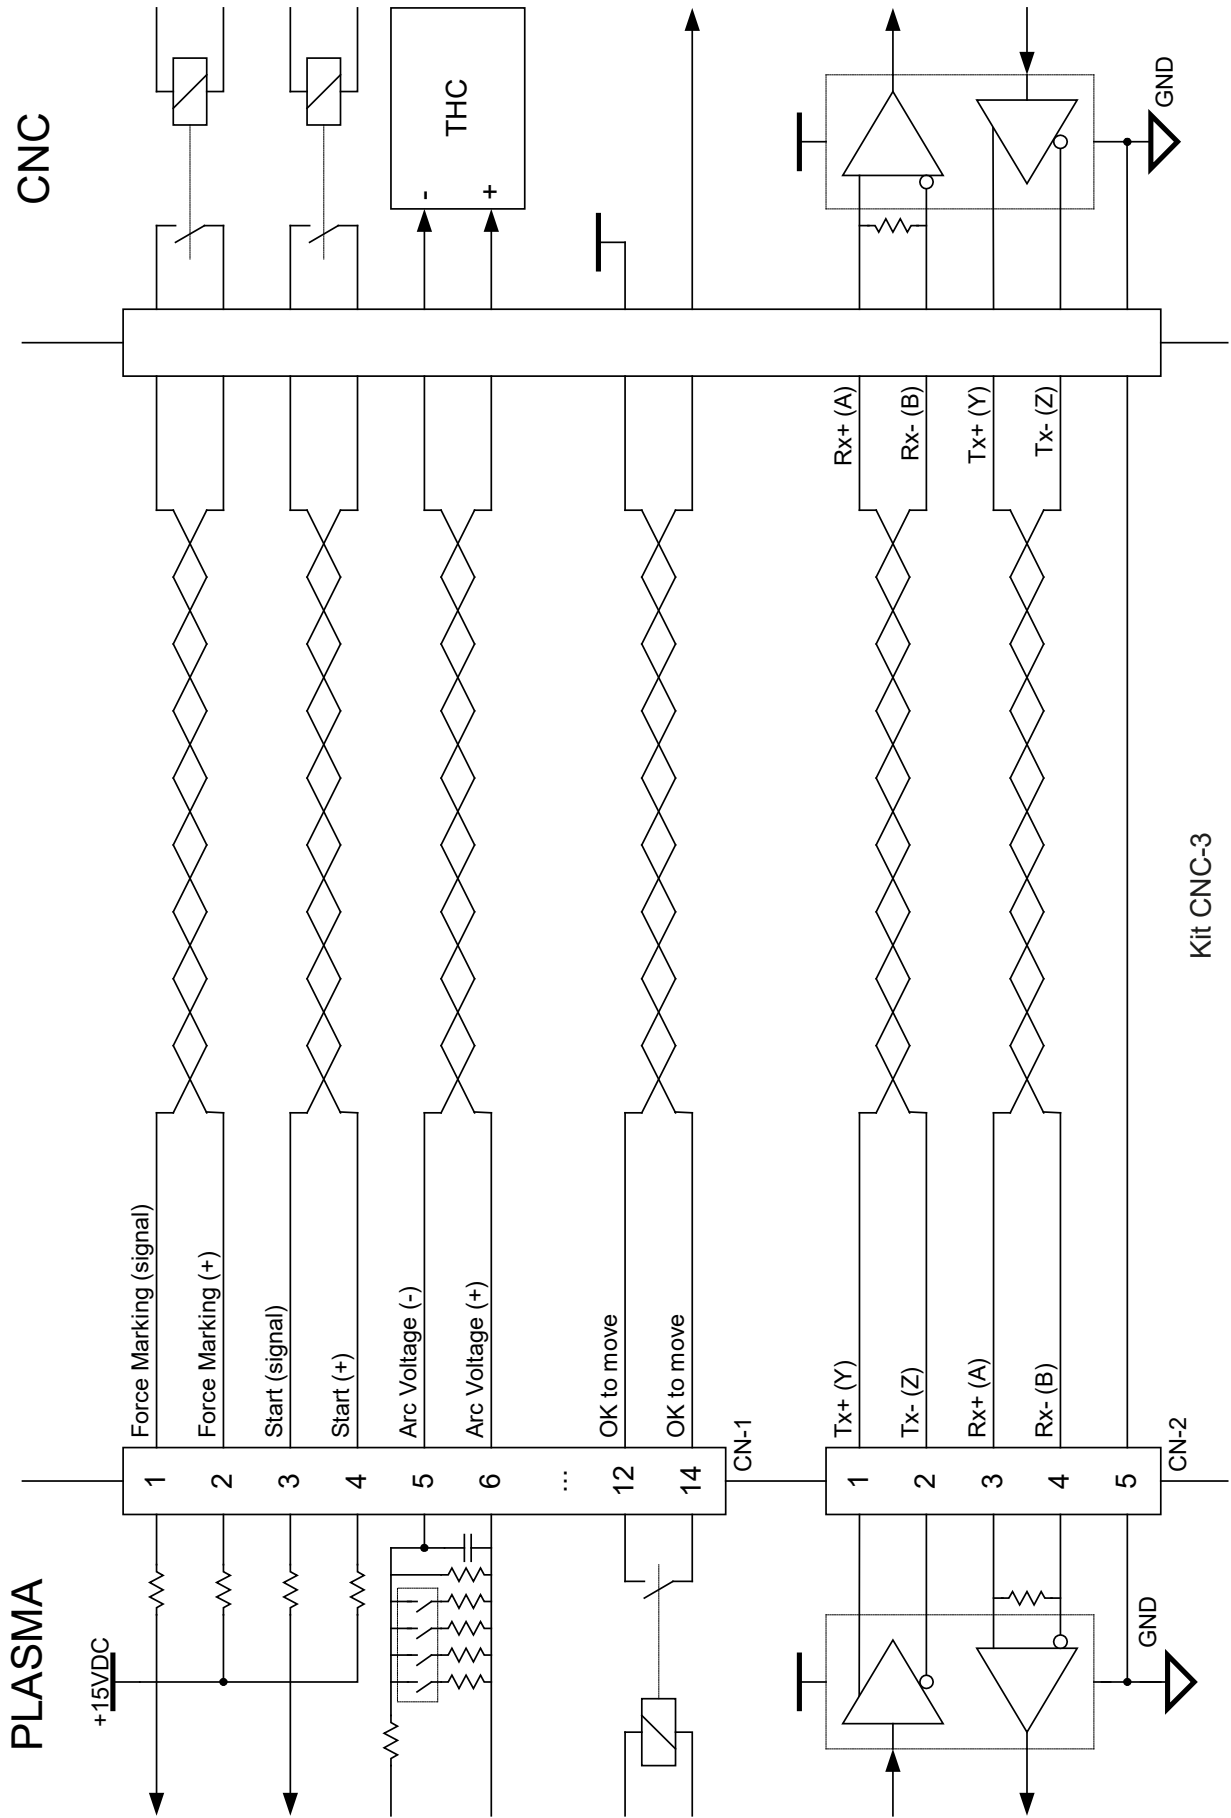 PLASMA
CNC
+15VDC
1
Force Marking (signal)
2
Force Marking (+)
3
Start (signal)
4
Start (+)
5
Arc Voltage (-)
-
6
Arc Voltage (+)
+
THC
...
12
OK to move
14
OK to move
CN-1
1
Tx+ (Y)
Rx+ (A)
2
Tx- (Z)
Rx- (B)
3
Rx+ (A)
Tx+ (Y)
4
Rx- (B)
Tx- (Z)
5
GND
CN-2
GND
Kit CNC-3